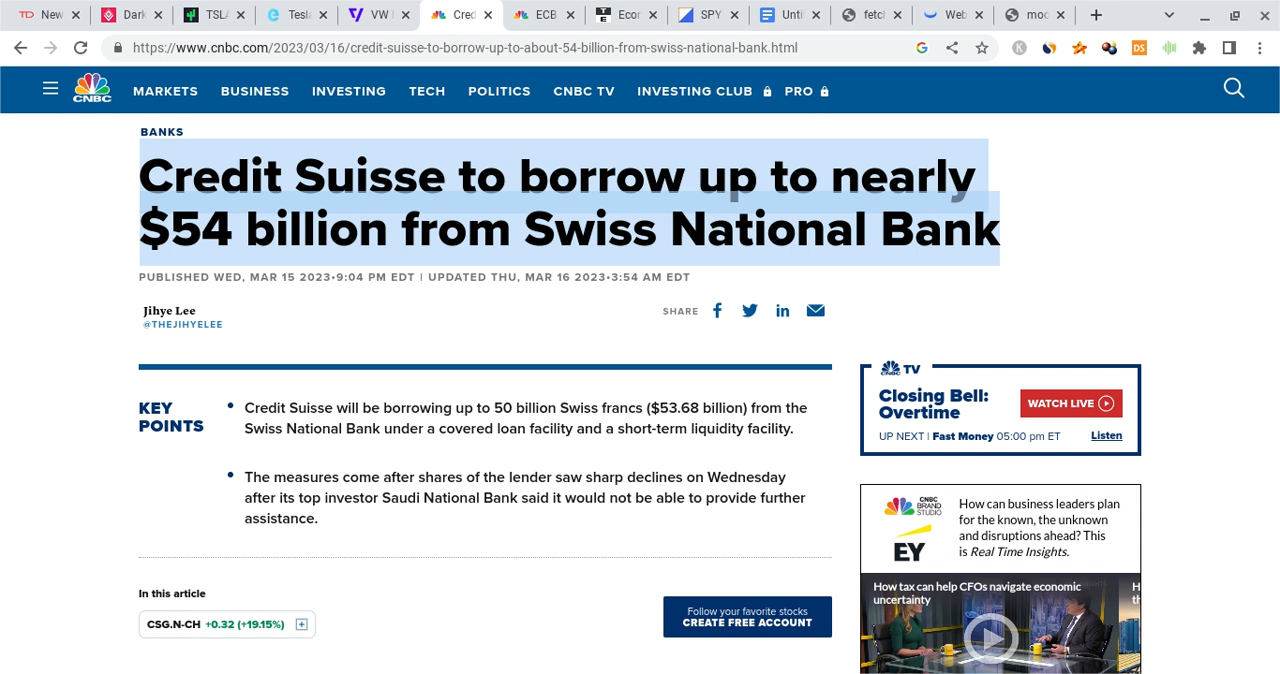 New
Dark
TSLA
Tesla
VW
Cred
ECB
Ecor
SPY
Unti
fetcl
Web
moc
https://www.cnbc.com/2023/03/16/credit-suisse-to-borrow-up-to-about-54-billion-from-swiss-national-bank.html
CNBC
MARKETS BUSINESS INVESTING TECH POLITICS CNBC TV INVESTING CLUB PRO
BANKS
Credit Suisse to borrow up to nearly
$54 billion from Swiss National Bank
PUBLISHED WED, MAR 15 2023•9:04 PM EDT | UPDATED THU, MAR 16 2023•3:54 AM EDT
Jihye Lee
@THEJIHYELEE
SHARE
KEY
POINTS
Credit Suisse will be borrowing up to 50 billion Swiss francs ($53.68 billion) from the
Swiss National Bank under a covered loan facility and a short-term liquidity facility.
The measures come after shares of the lender saw sharp declines on Wednesday
after its top investor Saudi National Bank said it would not be able to provide further
assistance.
In this article
CSG.N-CH +0.32 (+19.15%)
Follow your favorite stocks
CREATE FREE ACCOUNT
CNBC TV
Closing Bell:
Overtime
WATCH LIVE
UP NEXT | Fast Money 05:00 pm ET
Listen
CNBC
BRAND
STUDIO
EY
How can business leaders plan
for the known, the unknown
and disruptions ahead? This
is Real Time Insights.
How tax can help CFOs navigate economic
uncertainty